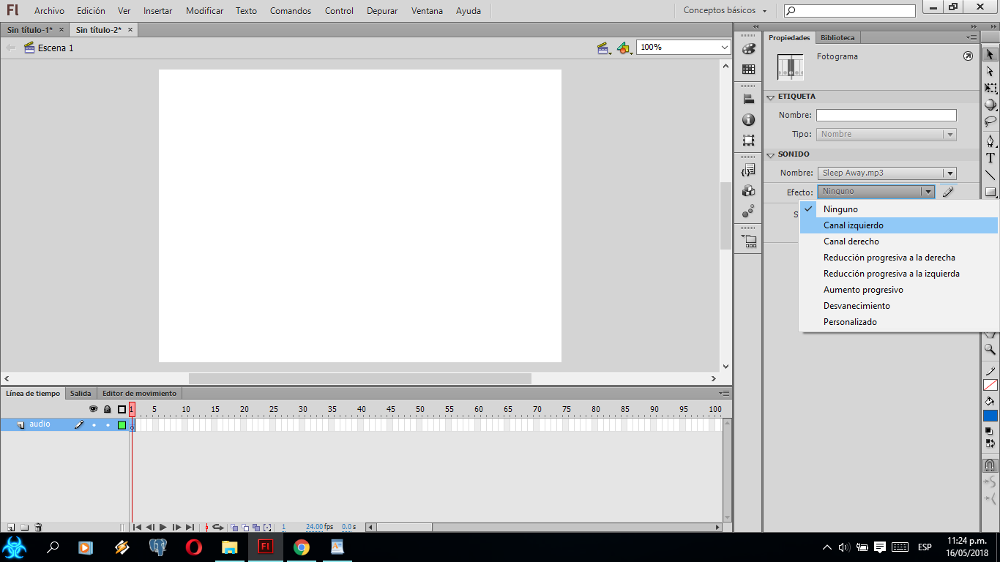 Fl Archivo Edición Ver Insertar Modificar Texto Comandos Control Depurar Ventana Ayuda Conceptos básicos
Sin título-1* Sin título-2*
Escena 1 100%
Propiedades Biblioteca
Fotograma
ETIQUETA
Nombre:
Tipo: Nombre
SONIDO
Nombre: Sleep Away.mp3
Efecto: Ninguno
S
Ninguno
Canal izquierdo
Canal derecho
Reducción progresiva a la derecha
Reducción progresiva a la izquierda
Aumento progresivo
Desvanecimiento
Personalizado
Línea de tiempo Salida Editor de movimiento
1 5 10 15 20 25 30 35 40 45 50 55 60 65 70 75 80 85 90 95 100
audio
1 24.00 fps 0.0 s
Fl ESP 11:24 p.m.
16/05/2018